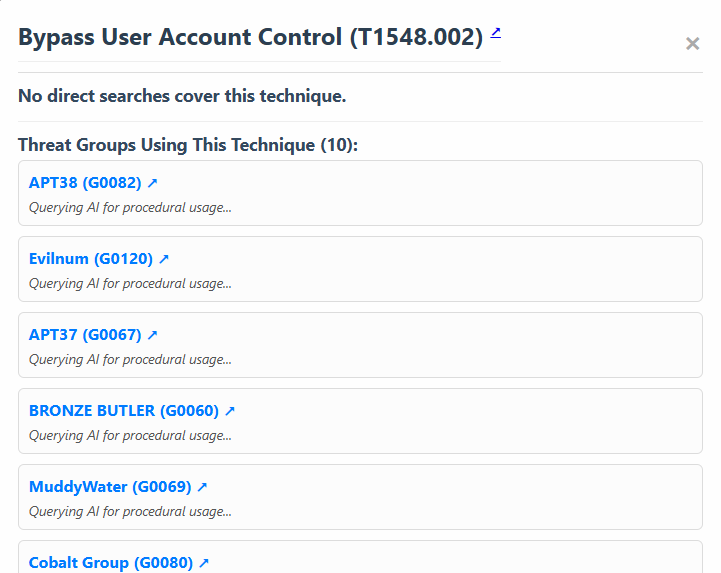 Bypass User Account Control (T1548.002) ↗
×
No direct searches cover this technique.
Threat Groups Using This Technique (10):
APT38 (G0082) ↗
Querying AI for procedural usage...
Evilnum (G0120) ↗
Querying AI for procedural usage...
APT37 (G0067) ↗
Querying AI for procedural usage...
BRONZE BUTLER (G0060) ↗
Querying AI for procedural usage...
MuddyWater (G0069) ↗
Querying AI for procedural usage...
Cobalt Group (G0080) ↗